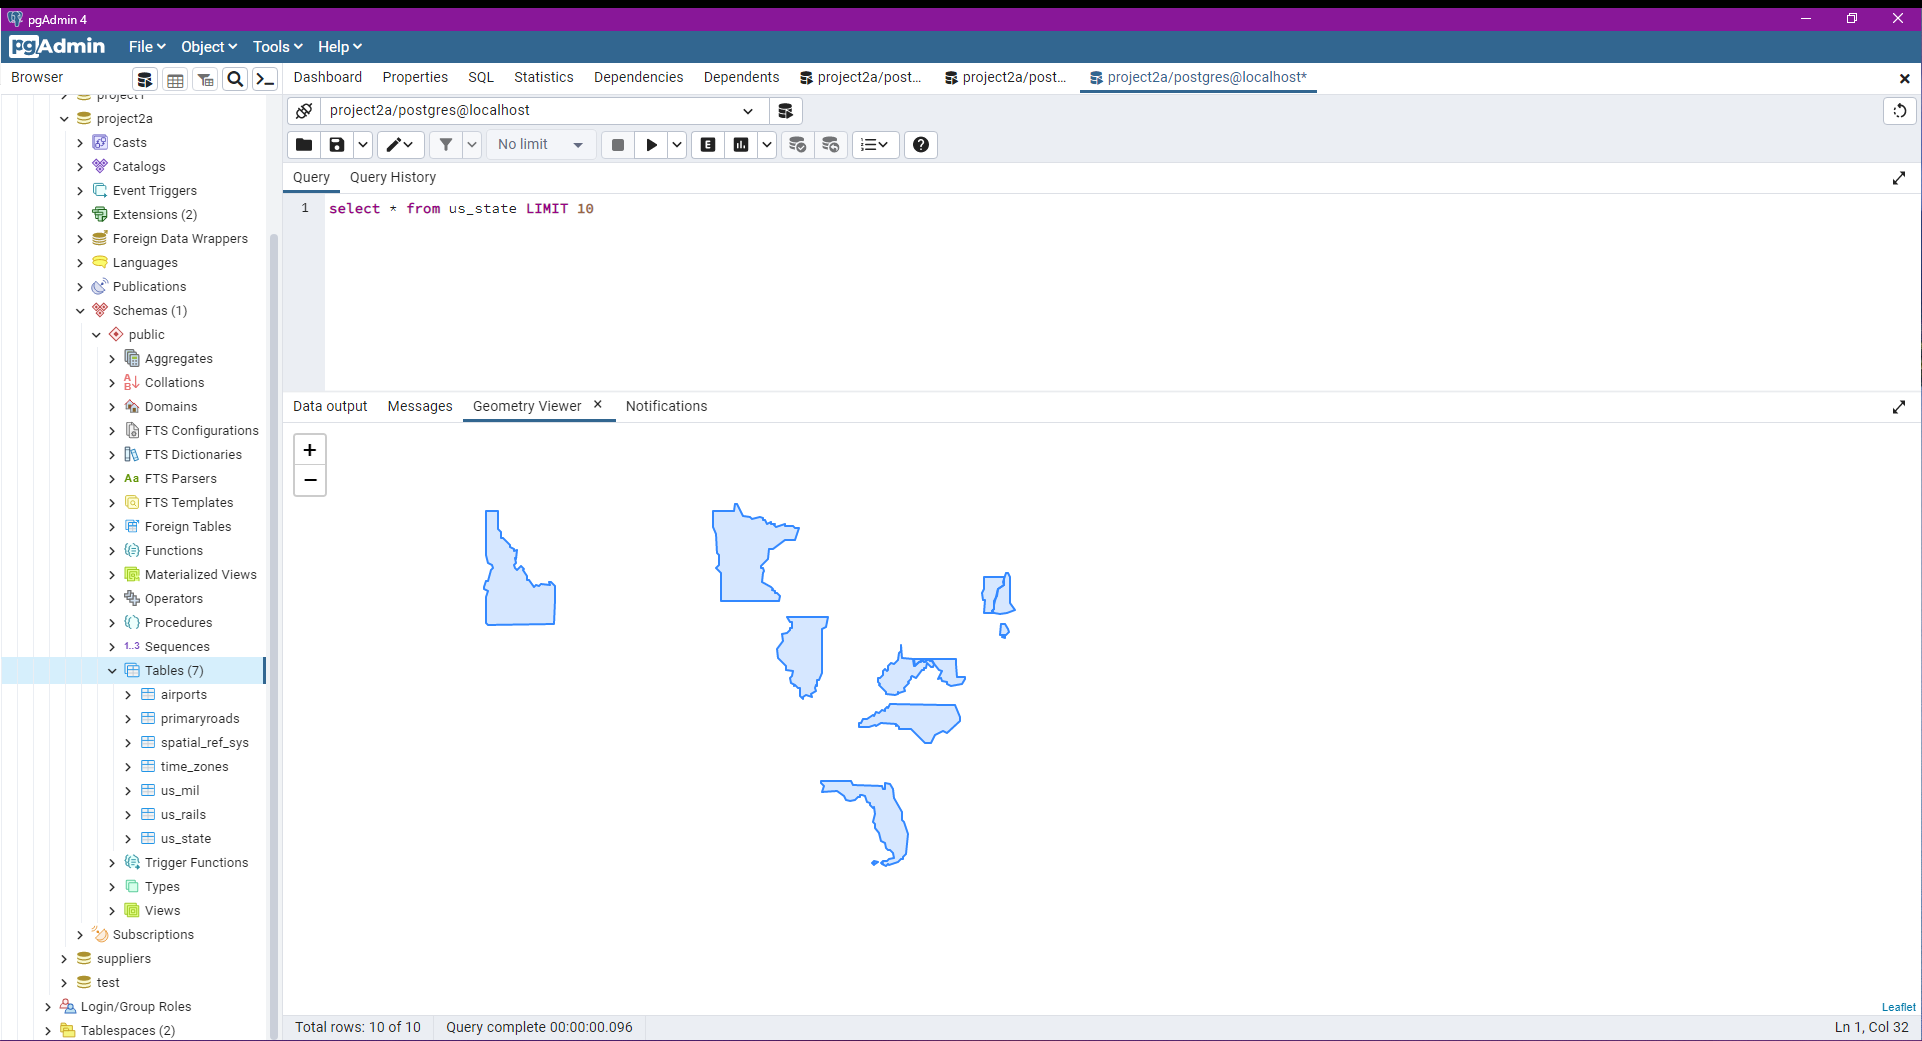 pgAdmin 4
pgAdmin File Object Tools Help
Browser
Dashboard Properties SQL Statistics Dependencies Dependents project2a/post... project2a/post... project2a/postgres@localhost*
project2a/postgres@localhost
No limit
E
Query Query History
1 select * from us_state LIMIT 10
Data output Messages Geometry Viewer Notifications
+
−
project1
project2a
Casts
Catalogs
Event Triggers
Extensions (2)
Foreign Data Wrappers
Languages
Publications
Schemas (1)
public
Aggregates
Collations
Domains
FTS Configurations
FTS Dictionaries
Aa FTS Parsers
FTS Templates
Foreign Tables
Functions
Materialized Views
Operators
Procedures
1..3 Sequences
Tables (7)
airports
primaryroads
spatial_ref_sys
time_zones
us_mil
us_rails
us_state
Trigger Functions
Types
Views
Subscriptions
suppliers
test
Login/Group Roles
Tablespaces (2)
Leaflet
Total rows: 10 of 10 Query complete 00:00:00.096 Ln 1, Col 32